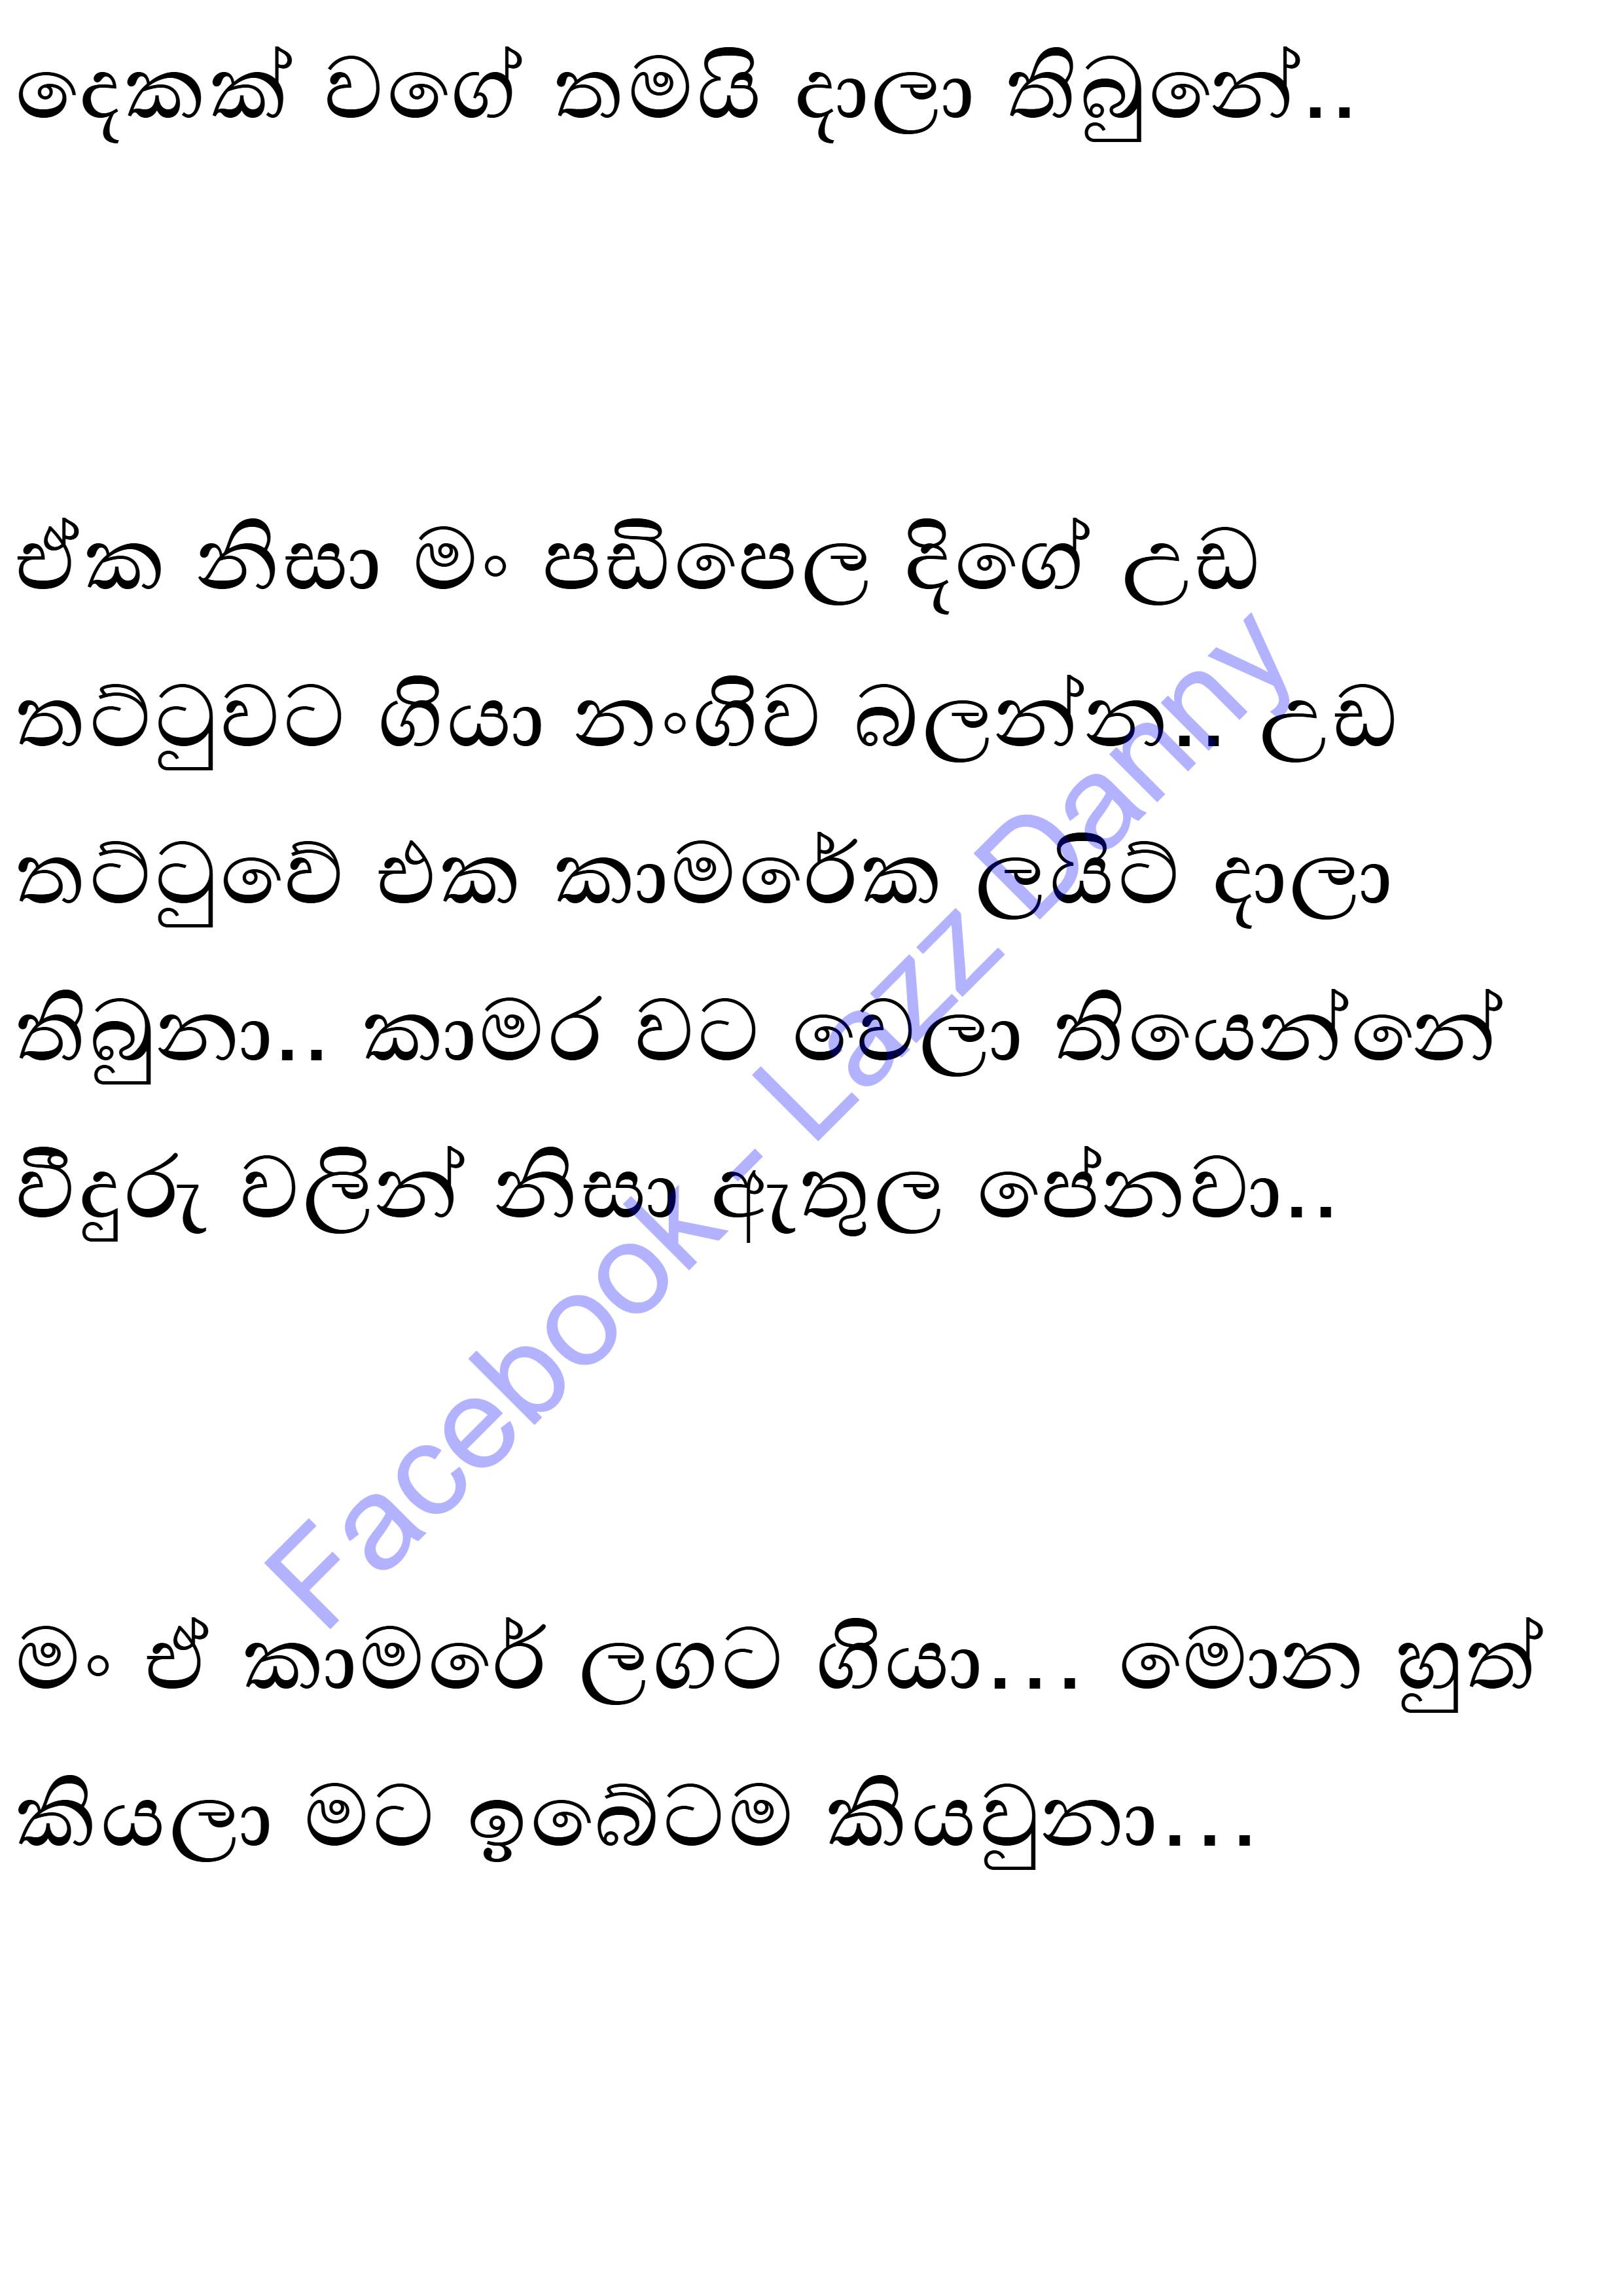 දෙකක් වගේ තමයි දාලා තිබුනේ..
ඒක නිසා මං පඩිපෙල දිගේ උඩ
තට්ටුවට ගියා නංගිව බලන්න.. උඩ
තට්ටුවේ එක කාමරේක ලයිට් දාලා
තිබුනා.. කාමර වට වෙලා තියෙන්නේ
වීදුරු වලින් නිසා ඇතුල පේනවා..
මං ඒ කාමරේ ලගට ගියා... මොන හුත්
කියලා මට ඉබේටම කියවුනා...
Facebook - Lazz Danny